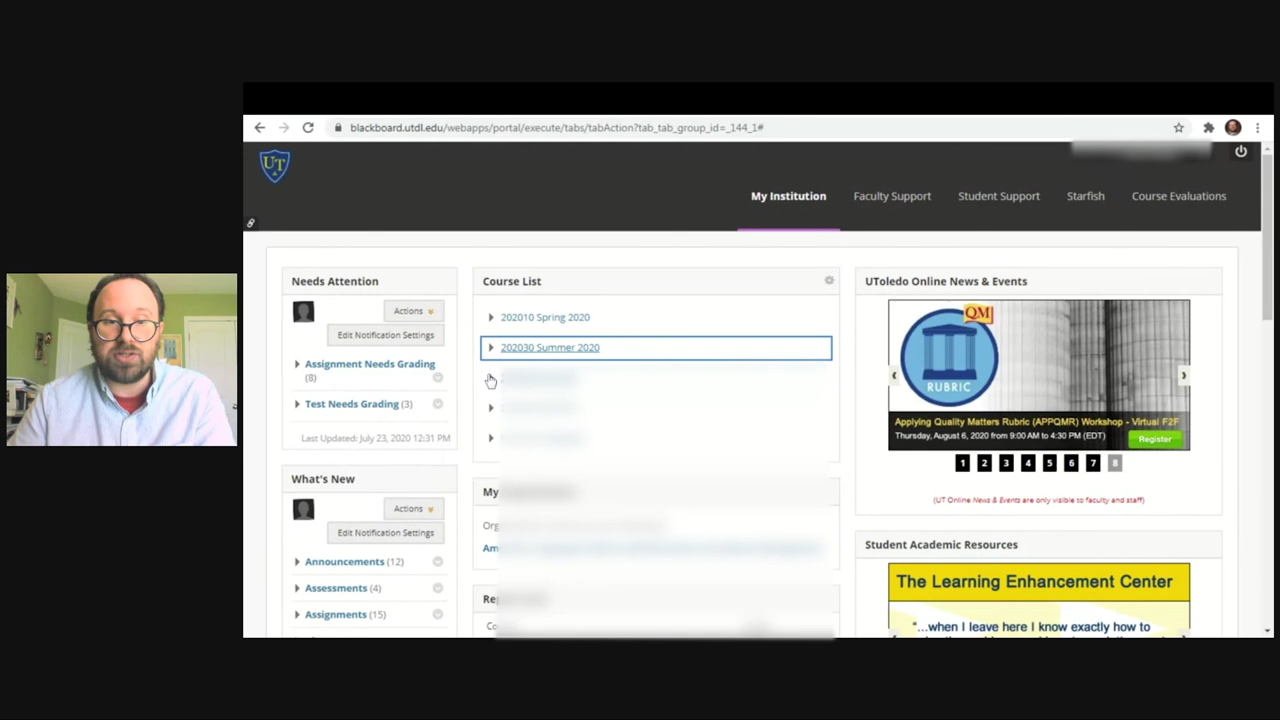 blackboard.utdl.edu/webapps/portal/execute/tabs/tabAction?tab_tab_group_id=_144_1#
UT
My Institution
Faculty Support
Student Support
Starfish
Course Evaluations
Needs Attention
Actions
Edit Notification Settings
Assignment Needs Grading
(8)
Test Needs Grading (3)
Last Updated: July 23, 2020 12:31 PM
What's New
Actions
Edit Notification Settings
Announcements (12)
Assessments (4)
Assignments (15)
Course List
202010 Spring 2020
202030 Summer 2020
My
UToledo Online News & Events
QM
RUBRIC
Applying Quality Matters Rubric (APPQMR) Workshop - Virtual F2F
Thursday, August 6, 2020 from 9:00 AM to 4:30 PM (EDT)
Register
1 2 3 4 5 6 7 8
(UT Online News & Events are only visible to faculty and staff)
Student Academic Resources
The Learning Enhancement Center
"...when I leave here I know exactly how to